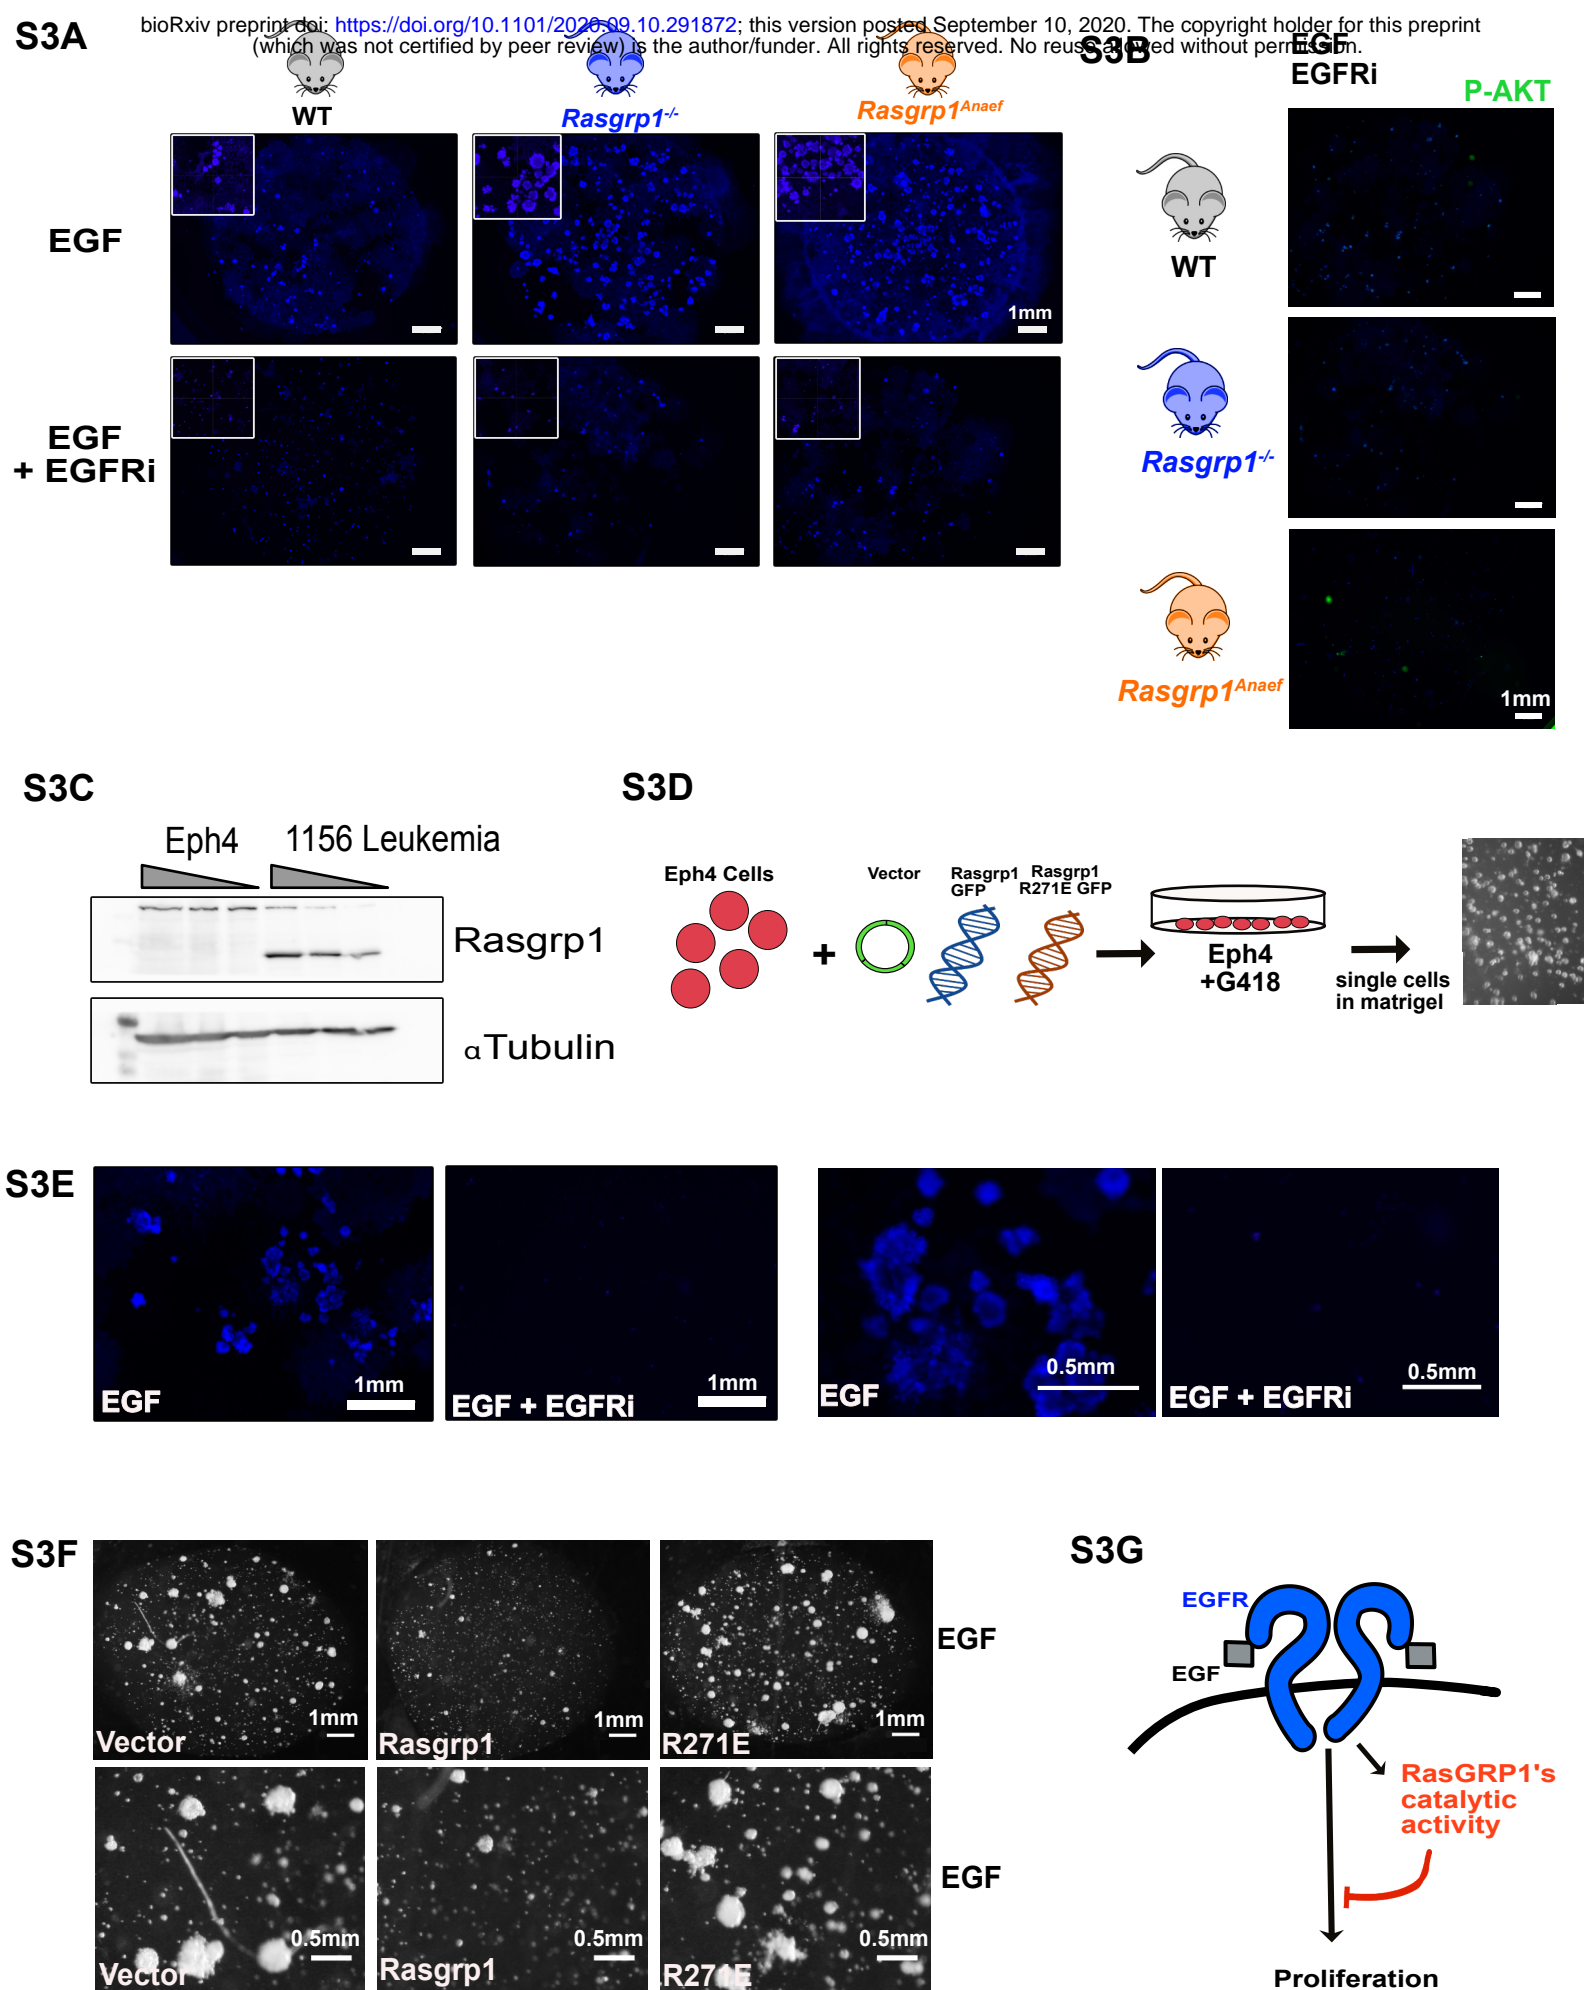 bioRxiv preprint doi: https://doi.org/10.1101/2020.09.10.291872; this version posted September 10, 2020. The copyright holder for this preprint
(which was not certified by peer review) is the author/funder. All rights reserved. No reuse allowed without permission.
S3A
WT
Rasgrp1-/-
Rasgrp1Anaef
EGF
1mm
EGF
+ EGFRi
S3B
EGF
EGFRi
P-AKT
WT
Rasgrp1-/-
Rasgrp1Anaef
1mm
S3C
Eph4
1156 Leukemia
Rasgrp1
αTubulin
S3D
Eph4 Cells
+
Vector
Rasgrp1
GFP
Rasgrp1
R271E GFP
Eph4
+G418
single cells
in matrigel
S3E
EGF
1mm
EGF + EGFRi
1mm
EGF
0.5mm
EGF + EGFRi
0.5mm
S3F
Vector
1mm
Rasgrp1
1mm
R271E
1mm
EGF
Vector
0.5mm
Rasgrp1
0.5mm
R271E
0.5mm
EGF
S3G
EGFR
EGF
RasGRP1's
catalytic
activity
Proliferation